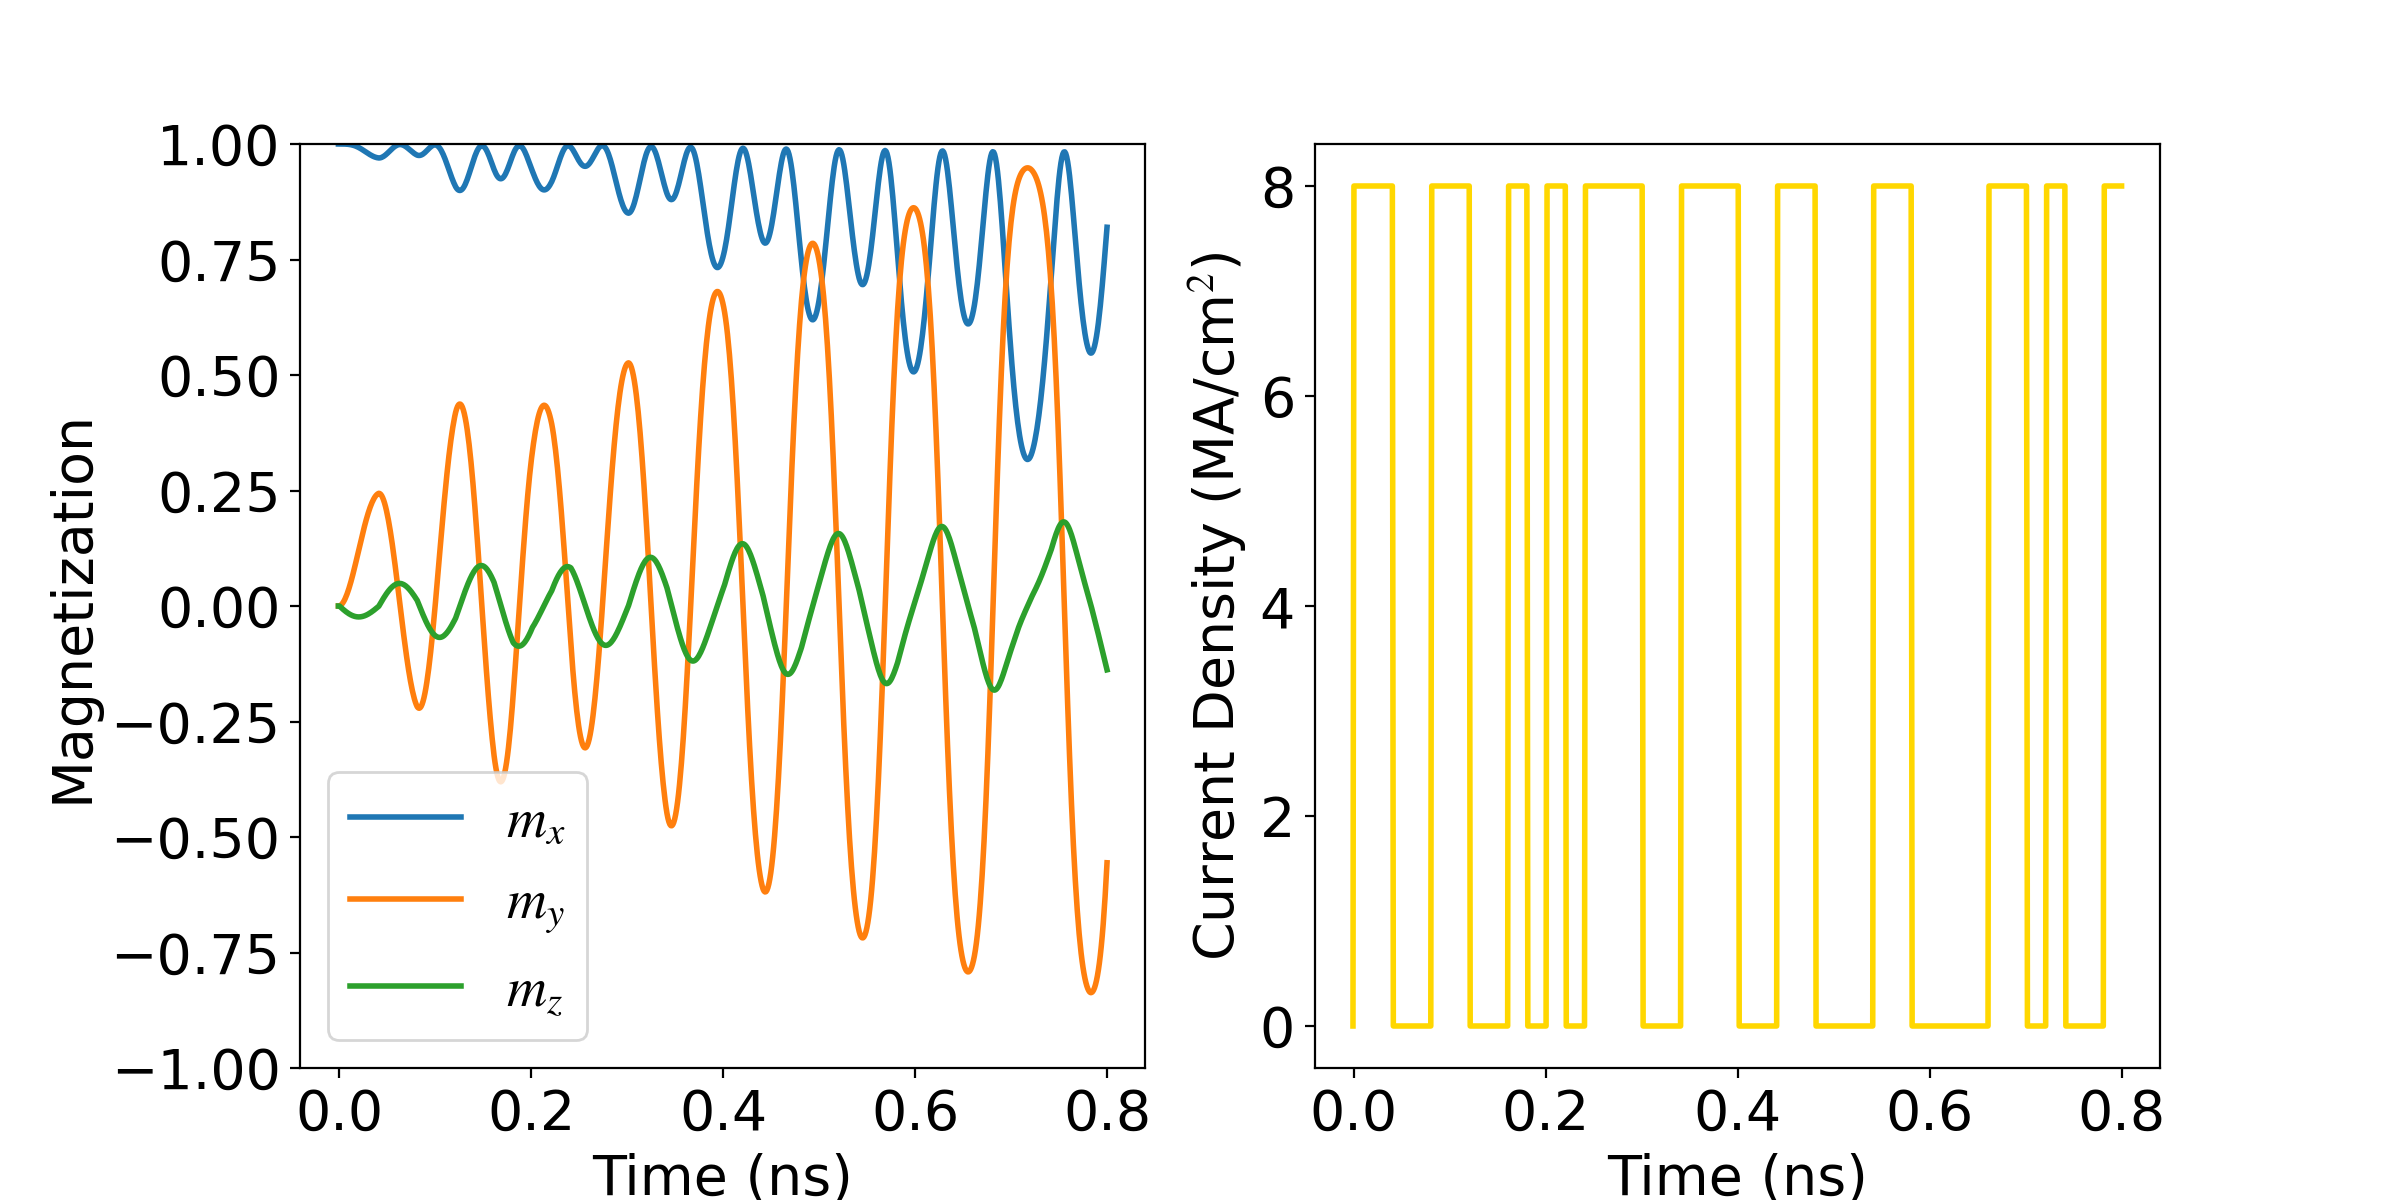 1.00
0.75
0.50
0.25
0.00
−0.25
−0.50
−0.75
−1.00
Magnetization
m_x
m_y
m_z
0.0 0.2 0.4 0.6 0.8
Time (ns)
8
6
4
2
0
Current Density (MA/cm²)
0.0 0.2 0.4 0.6 0.8
Time (ns)